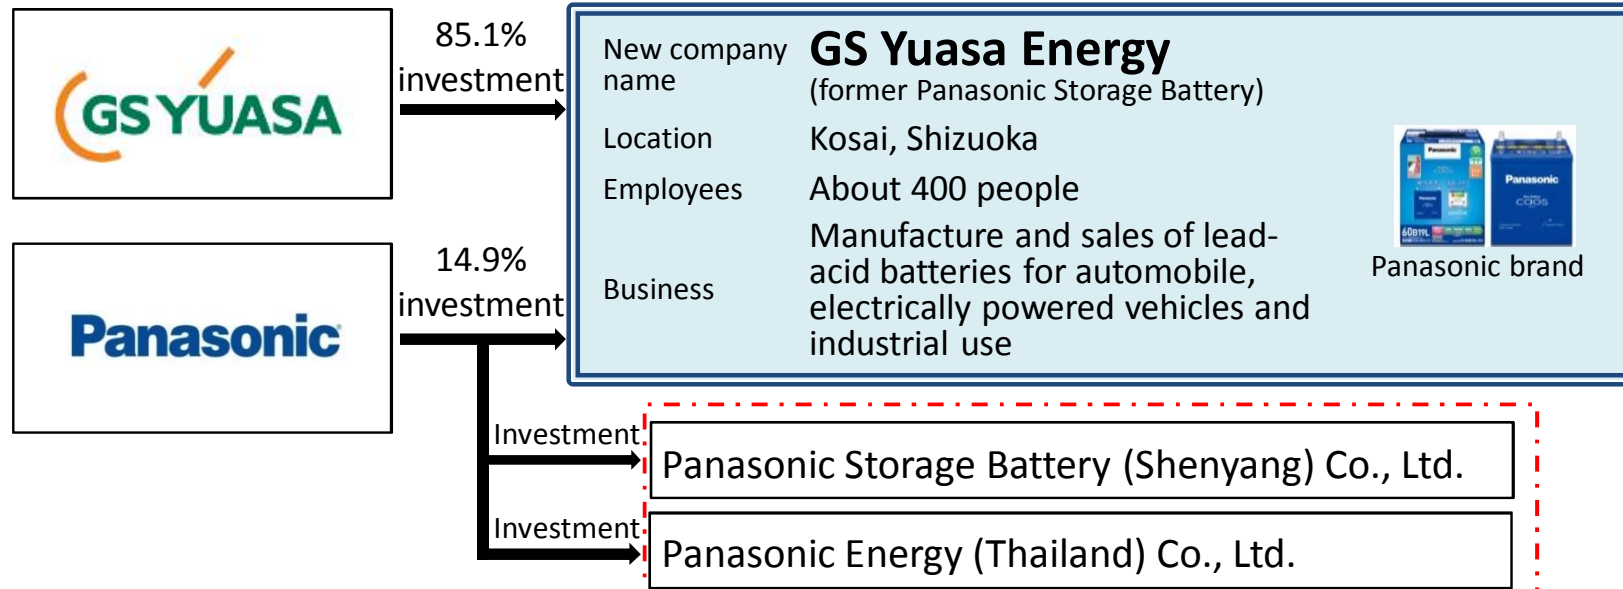 GS YUASA
85.1%
investment
New company
name
GS Yuasa Energy
(former Panasonic Storage Battery)
Location
Kosai, Shizuoka
Employees
About 400 people
Business
Manufacture and sales of lead-
acid batteries for automobile,
electrically powered vehicles and
industrial use
Panasonic
Panasonic
caos
60B19L
Panasonic brand
Panasonic
14.9%
investment
Investment
Panasonic Storage Battery (Shenyang) Co., Ltd.
Investment
Panasonic Energy (Thailand) Co., Ltd.